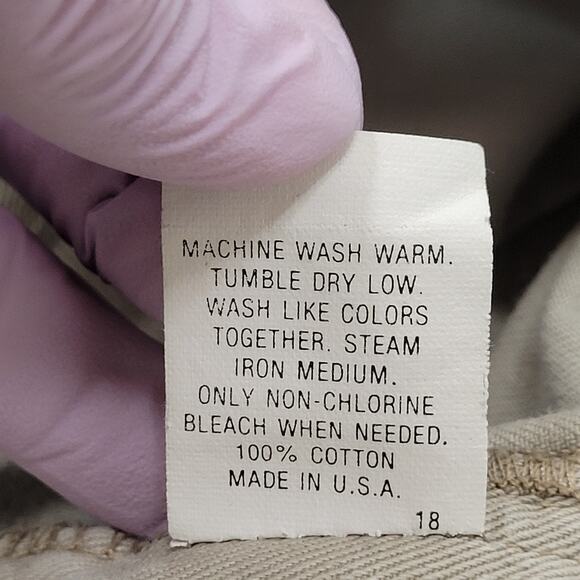 MACHINE WASH WARM.
TUMBLE DRY LOW.
WASH LIKE COLORS
TOGETHER. STEAM
IRON MEDIUM.
ONLY NON-CHLORINE
BLEACH WHEN NEEDED.
100% COTTON
MADE IN U.S.A.
18